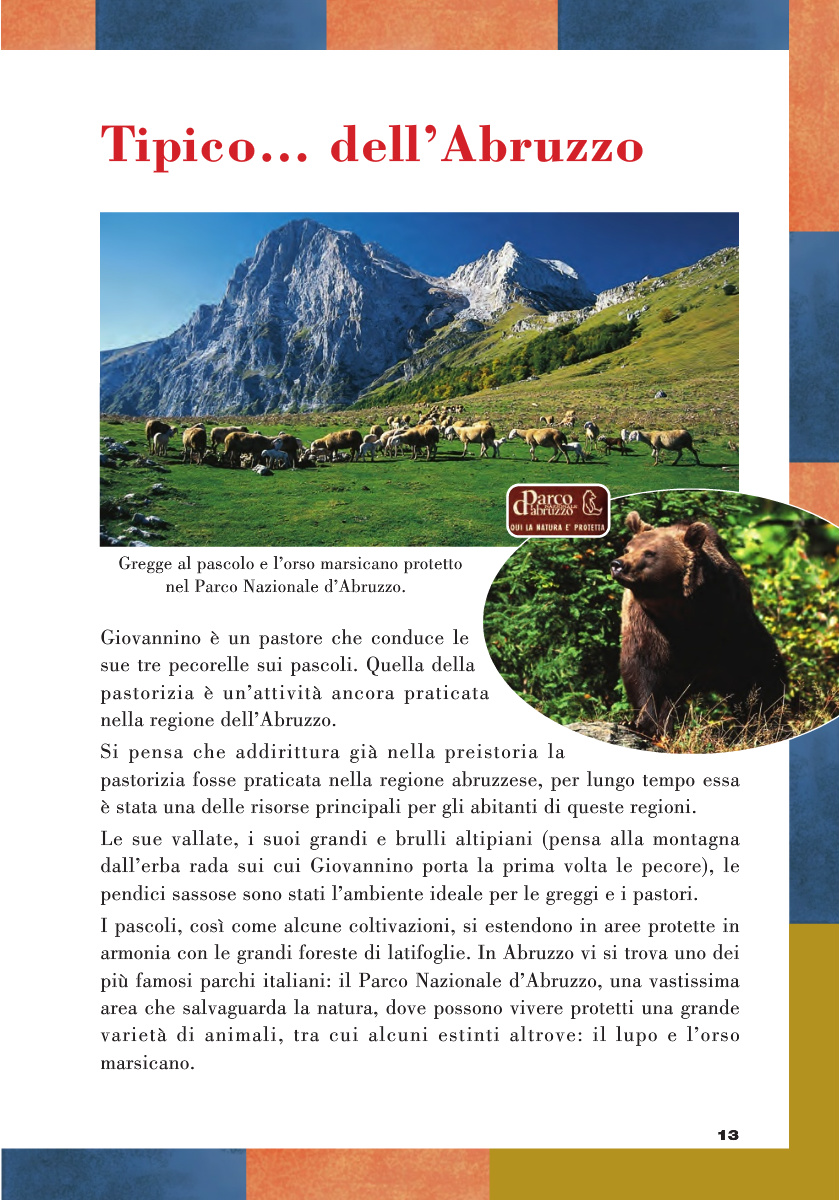 Tipico... dell’Abruzzo
Parco
NAZIONALE
d'abruzzo
QUI LA NATURA E' PROTETTA
Gregge al pascolo e l’orso marsicano protetto
nel Parco Nazionale d’Abruzzo.
Giovannino è un pastore che conduce le
sue tre pecorelle sui pascoli. Quella della
pastorizia è un’attività ancora praticata
nella regione dell’Abruzzo.
Si pensa che addirittura già nella preistoria la
pastorizia fosse praticata nella regione abruzzese, per lungo tempo essa
è stata una delle risorse principali per gli abitanti di queste regioni.
Le sue vallate, i suoi grandi e brulli altipiani (pensa alla montagna
dall’erba rada sui cui Giovannino porta la prima volta le pecore), le
pendici sassose sono stati l’ambiente ideale per le greggi e i pastori.
I pascoli, così come alcune coltivazioni, si estendono in aree protette in
armonia con le grandi foreste di latifoglie. In Abruzzo vi si trova uno dei
più famosi parchi italiani: il Parco Nazionale d’Abruzzo, una vastissima
area che salvaguarda la natura, dove possono vivere protetti una grande
varietà di animali, tra cui alcuni estinti altrove: il lupo e l’orso
marsicano.
13